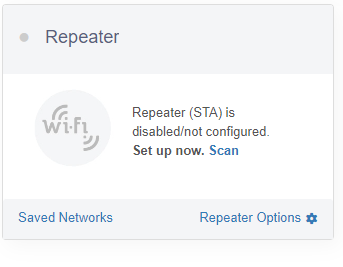 Repeater
wi-fi
Repeater (STA) is
disabled/not configured.
Set up now. Scan
Saved Networks
Repeater Options